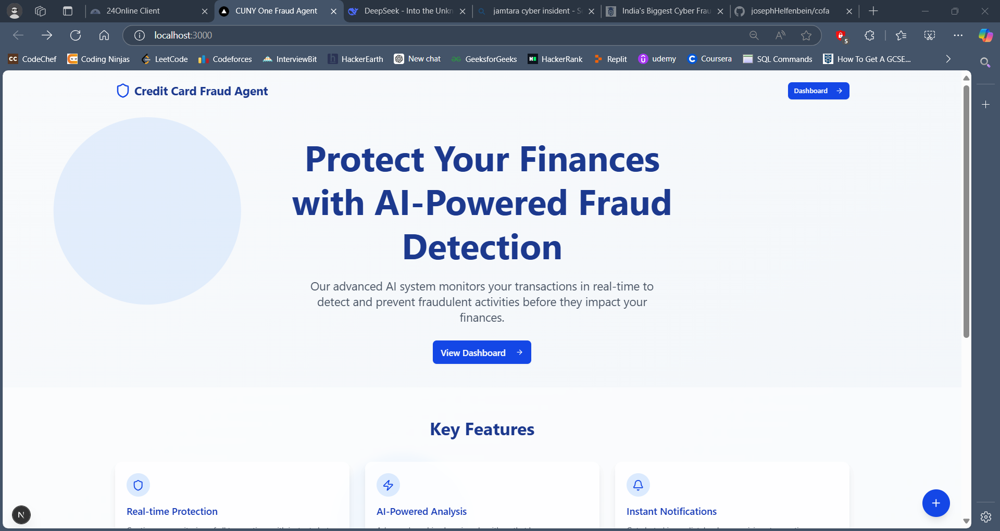 24Online Client
CUNY One Fraud Agent
DeepSeek - Into the Unkn
jamtara cyber insident - S
India's Biggest Cyber Frau
josephHelfenbein/cofa
localhost:3000
5
CC CodeChef
Coding Ninjas
LeetCode
Codeforces
InterviewBit
h HackerEarth
New chat
GeeksforGeeks
H HackerRank
Replit
udemy
C Coursera
SQL Commands
How To Get A GCSE...
Credit Card Fraud Agent
Dashboard →
Protect Your Finances
with AI-Powered Fraud
Detection
Our advanced AI system monitors your transactions in real-time to
detect and prevent fraudulent activities before they impact your
finances.
View Dashboard →
Key Features
Real-time Protection
AI-Powered Analysis
Instant Notifications
N